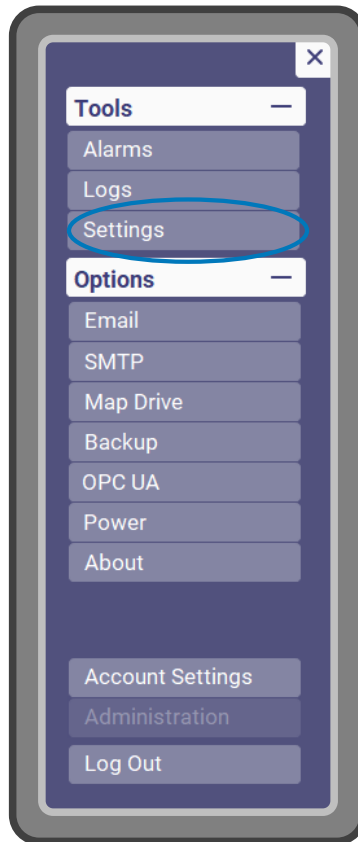 Tools
Alarms
Logs
Settings
Options
Email
SMTP
Map Drive
Backup
OPC UA
Power
About
Account Settings
Administration
Log Out